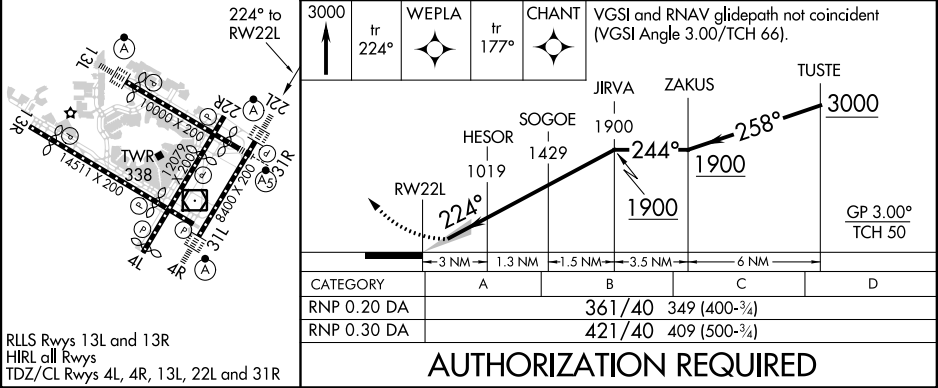 224° to
RW22L
A
13L
P
10000 X 200
22R
22L
A
P
P
P
13R
TWR
338
12079
X 200
P
P
31R
A5
14511 X 200
8400 X 200
P
P
P
4L
4R
31L
A
RLLS Rwys 13L and 13R
HIRL all Rwys
TDZ/CL Rwys 4L, 4R, 13L, 22L and 31R
3000
tr
224°
WEPLA
tr
177°
CHANT
VGSI and RNAV glidepath not coincident
(VGSI Angle 3.00/TCH 66).
TUSTE
ZAKUS
JIRVA
1900
SOGOE
1429
HESOR
1019
RW22L
224°
244°
258°
3000
1900
1900
GP 3.00°
TCH 50
3 NM
1.3 NM
1.5 NM
3.5 NM
6 NM
CATEGORY A B C D
RNP 0.20 DA 361/40 349 (400-¾)
RNP 0.30 DA 421/40 409 (500-¾)
AUTHORIZATION REQUIRED